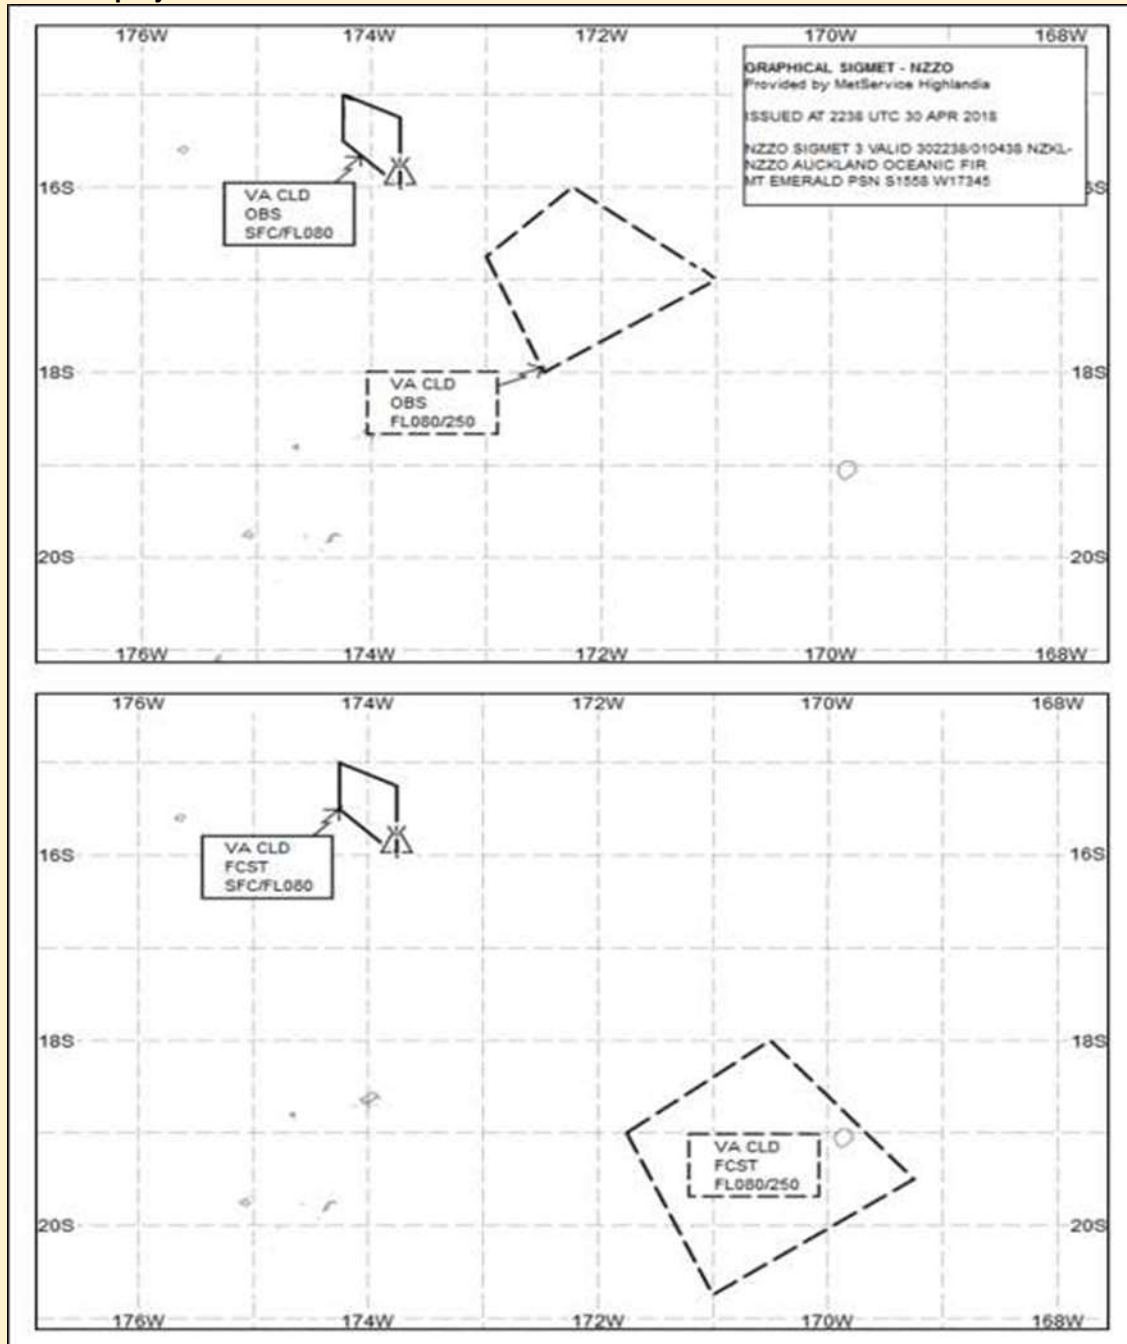 176W 174W 172W 170W 168W
GRAPHICAL SIGMET - NZZO
Provided by MetService Highlandia
ISSUED AT 2238 UTC 30 APR 2018
NZZO SIGMET 3 VALID 302238/010438 NZKL-
NZZO AUCKLAND OCEANIC FIR
MT EMERALD PSN S1558 W17345
16S
VA CLD
OBS
SFC/FL080
18S 18S
VA CLD
OBS
FL080/250
20S 20S
176W 174W 172W 170W 168W
176W 174W 172W 170W 168W
VA CLD
FCST
SFC/FL080
16S 16S
18S 18S
VA CLD
FCST
FL080/250
20S 20S
176W 174W 172W 170W 168W